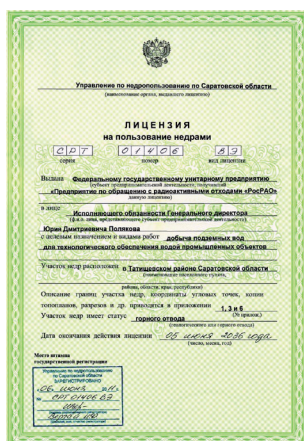 Управление по недропользованию по Саратовской области
(наименование органа, выдавшего лицензию)
ЛИЦЕНЗИЯ
на пользование недрами
СРТ 01406 ВЭ
серия номер вид лицензии
Выдана Федеральному государственному унитарному предприятию
(субъект предпринимательской деятельности, получивший
«Предприятие по обращению с радиоактивными отходами «РосРАО»
данную лицензию)
в лице
Исполняющего обязанности Генерального директора
(ф.и.о. лица, представляющего субъект предпринимательской деятельности)
Юрия Дмитриевича Полякова
с целевым назначением и видами работ добыча подземных вод
для технологического обеспечения водой промышленных объектов
Участок недр расположен в Татищевском районе Саратовской области
(наименование населенного пункта,
района, области, края, республики)
Описание границ участка недр, координаты угловых точек, копии
топопланов, разрезов и др. приводятся в приложении 1, 3 и 6
(№ прилож.)
Участок недр имеет статус горного отвода
(геологического или горного отвода)
Дата окончания действия лицензии 05 июня 2036 года
(число, месяц, год)
Место штампа
государственной регистрации
Управление по недропользованию
по Саратовской области
ЗАРЕГИСТРИРОВАНО
06 июня 2011 г.
№ СРТ 01406 ВЭ